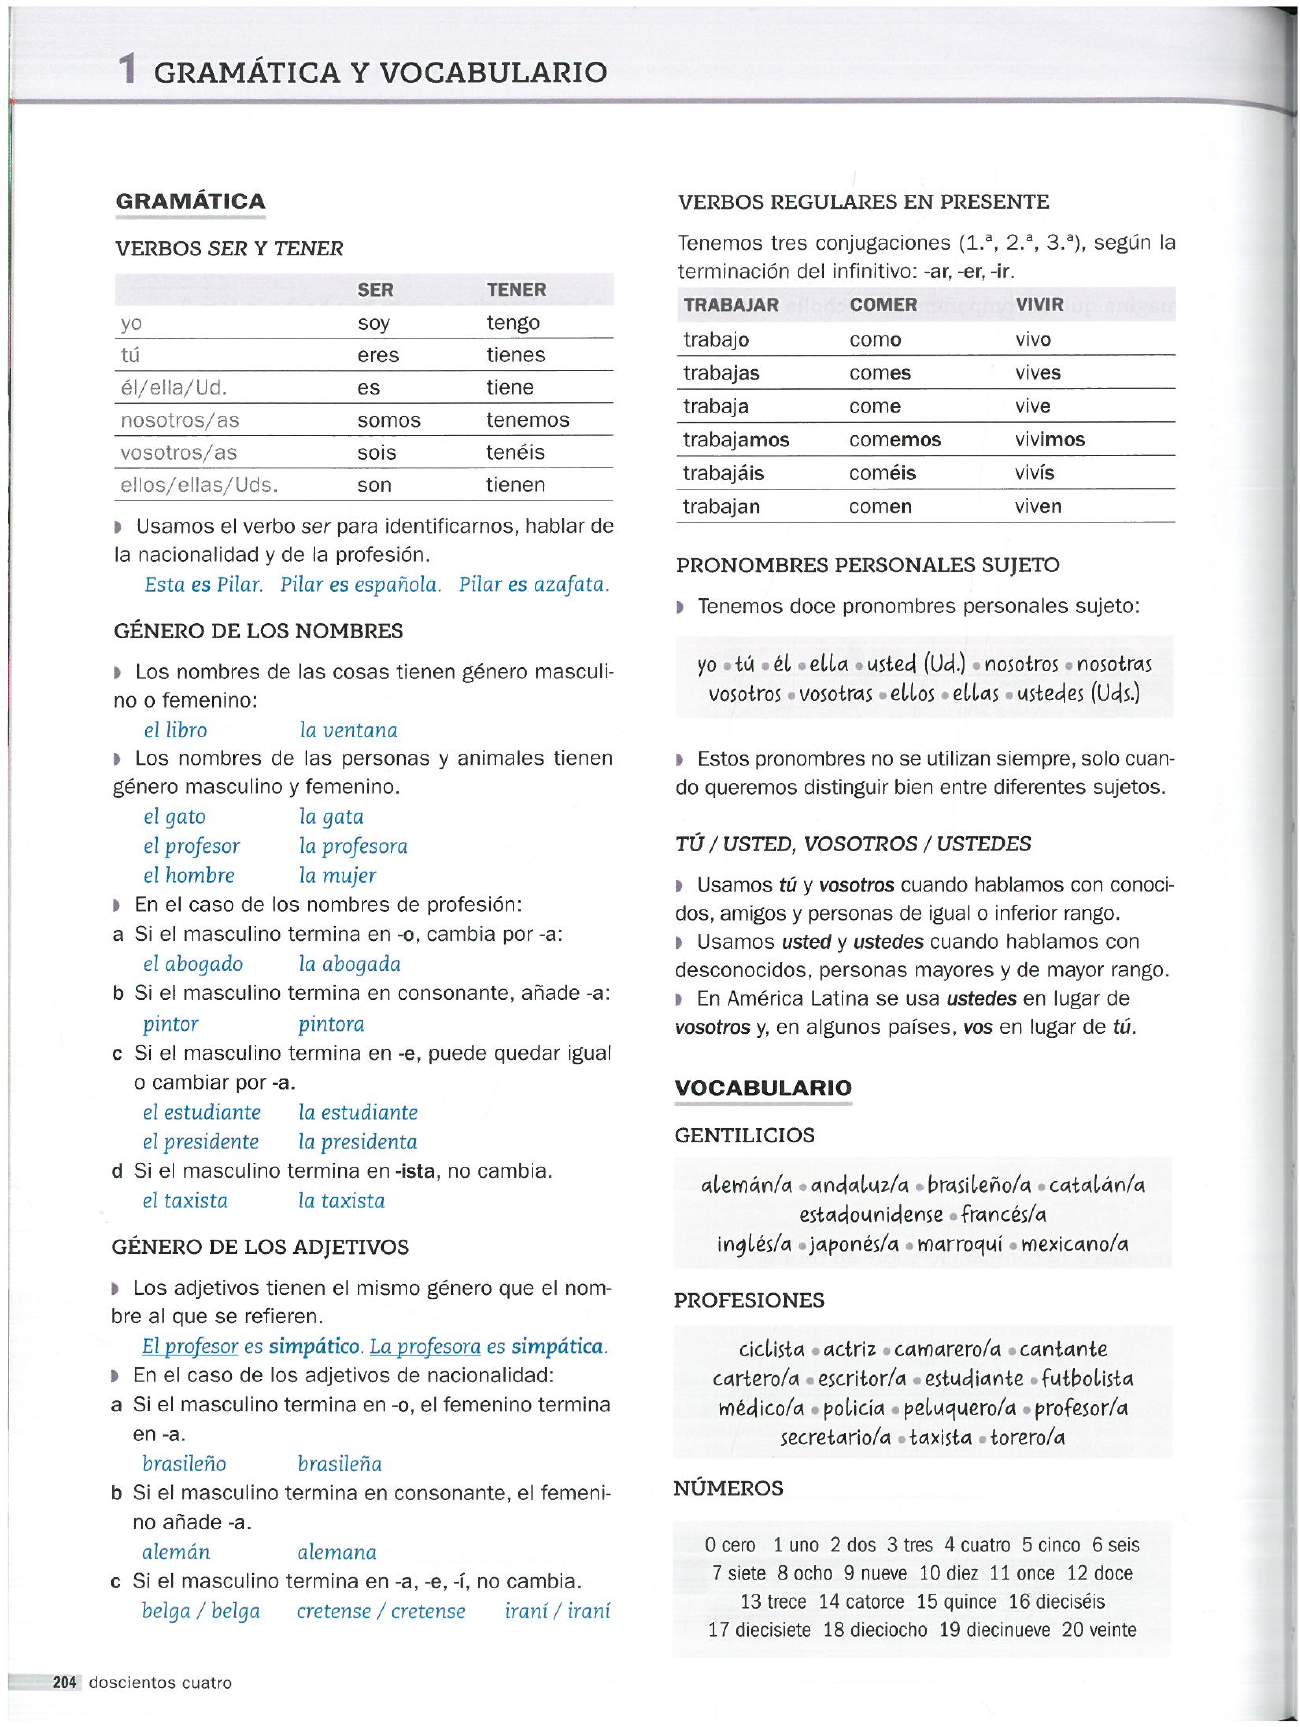 1 GRAMÁTICA Y VOCABULARIO
GRAMÁTICA
VERBOS SER Y TENER
SER TENER
yo soy tengo
tú eres tienes
él/ella/Ud. es tiene
nosotros/as somos tenemos
vosotros/as sois tenéis
ellos/ellas/Uds. son tienen
Usamos el verbo ser para identificarnos, hablar de
la nacionalidad y de la profesión.
Esta es Pilar. Pilar es española. Pilar es azafata.
GÉNERO DE LOS NOMBRES
Los nombres de las cosas tienen género masculi-
no o femenino:
el libro la ventana
Los nombres de las personas y animales tienen
género masculino y femenino.
el gato la gata
el profesor la profesora
el hombre la mujer
En el caso de los nombres de profesión:
a Si el masculino termina en -o, cambia por -a:
el abogado la abogada
b Si el masculino termina en consonante, añade -a:
pintor pintora
c Si el masculino termina en -e, puede quedar igual
o cambiar por -a.
el estudiante la estudiante
el presidente la presidenta
d Si el masculino termina en -ista, no cambia.
el taxista la taxista
GÉNERO DE LOS ADJETIVOS
Los adjetivos tienen el mismo género que el nom-
bre al que se refieren.
El profesor es simpático. La profesora es simpática.
En el caso de los adjetivos de nacionalidad:
a Si el masculino termina en -o, el femenino termina
en -a.
brasileño brasileña
b Si el masculino termina en consonante, el femeni-
no añade -a.
alemán alemana
c Si el masculino termina en -a, -e, -í, no cambia.
belga / belga cretense / cretense iraní / iraní
VERBOS REGULARES EN PRESENTE
Tenemos tres conjugaciones (1.ª, 2.ª, 3.ª), según la
terminación del infinitivo: -ar, -er, -ir.
TRABAJAR COMER VIVIR
trabajo como vivo
trabajas comes vives
trabaja come vive
trabajamos comemos vivimos
trabajáis coméis vivís
trabajan comen viven
PRONOMBRES PERSONALES SUJETO
Tenemos doce pronombres personales sujeto:
yo • tú • él • ella • usted (Ud.) • nosotros • nosotras
vosotros • vosotras • ellos • ellas • ustedes (Uds.)
Estos pronombres no se utilizan siempre, solo cuan-
do queremos distinguir bien entre diferentes sujetos.
TÚ / USTED, VOSOTROS / USTEDES
Usamos tú y vosotros cuando hablamos con conoci-
dos, amigos y personas de igual o inferior rango.
Usamos usted y ustedes cuando hablamos con
desconocidos, personas mayores y de mayor rango.
En América Latina se usa ustedes en lugar de
vosotros y, en algunos países, vos en lugar de tú.
VOCABULARIO
GENTILICIOS
alemán/a • andaluz/a • brasileño/a • catalán/a
estadounidense • francés/a
inglés/a • japonés/a • marroquí • mexicano/a
PROFESIONES
ciclista • actriz • camarero/a • cantante
cartero/a • escritor/a • estudiante • futbolista
médico/a • policía • peluquero/a • profesor/a
secretario/a • taxista • torero/a
NÚMEROS
0 cero 1 uno 2 dos 3 tres 4 cuatro 5 cinco 6 seis
7 siete 8 ocho 9 nueve 10 diez 11 once 12 doce
13 trece 14 catorce 15 quince 16 dieciséis
17 diecisiete 18 dieciocho 19 diecinueve 20 veinte
204 doscientos cuatro